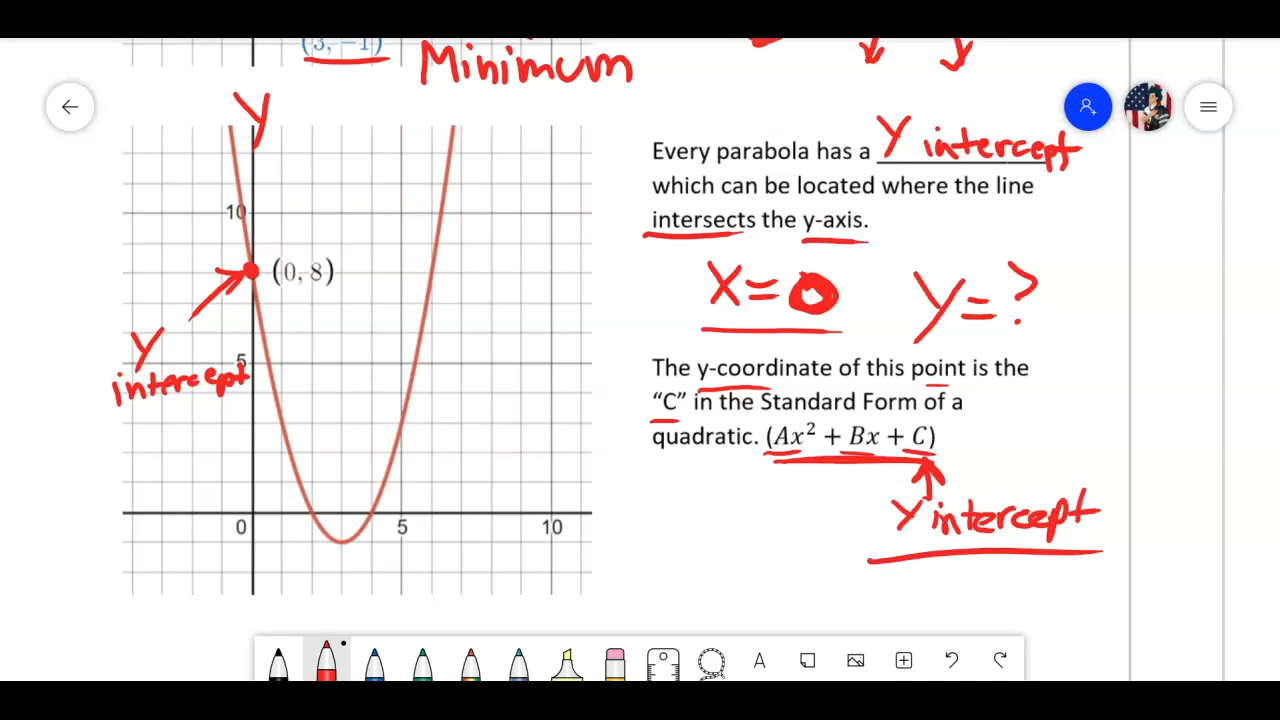 (3, −1)
Minimum
y
Y intercept
Every parabola has a
which can be located where the line
intersects the y-axis.
10
(0, 8)
X = 0 Y = ?
Y
intercept
5
The y-coordinate of this point is the
“C” in the Standard Form of a
quadratic. (Ax² + Bx + C)
Y intercept
0 5 10
A